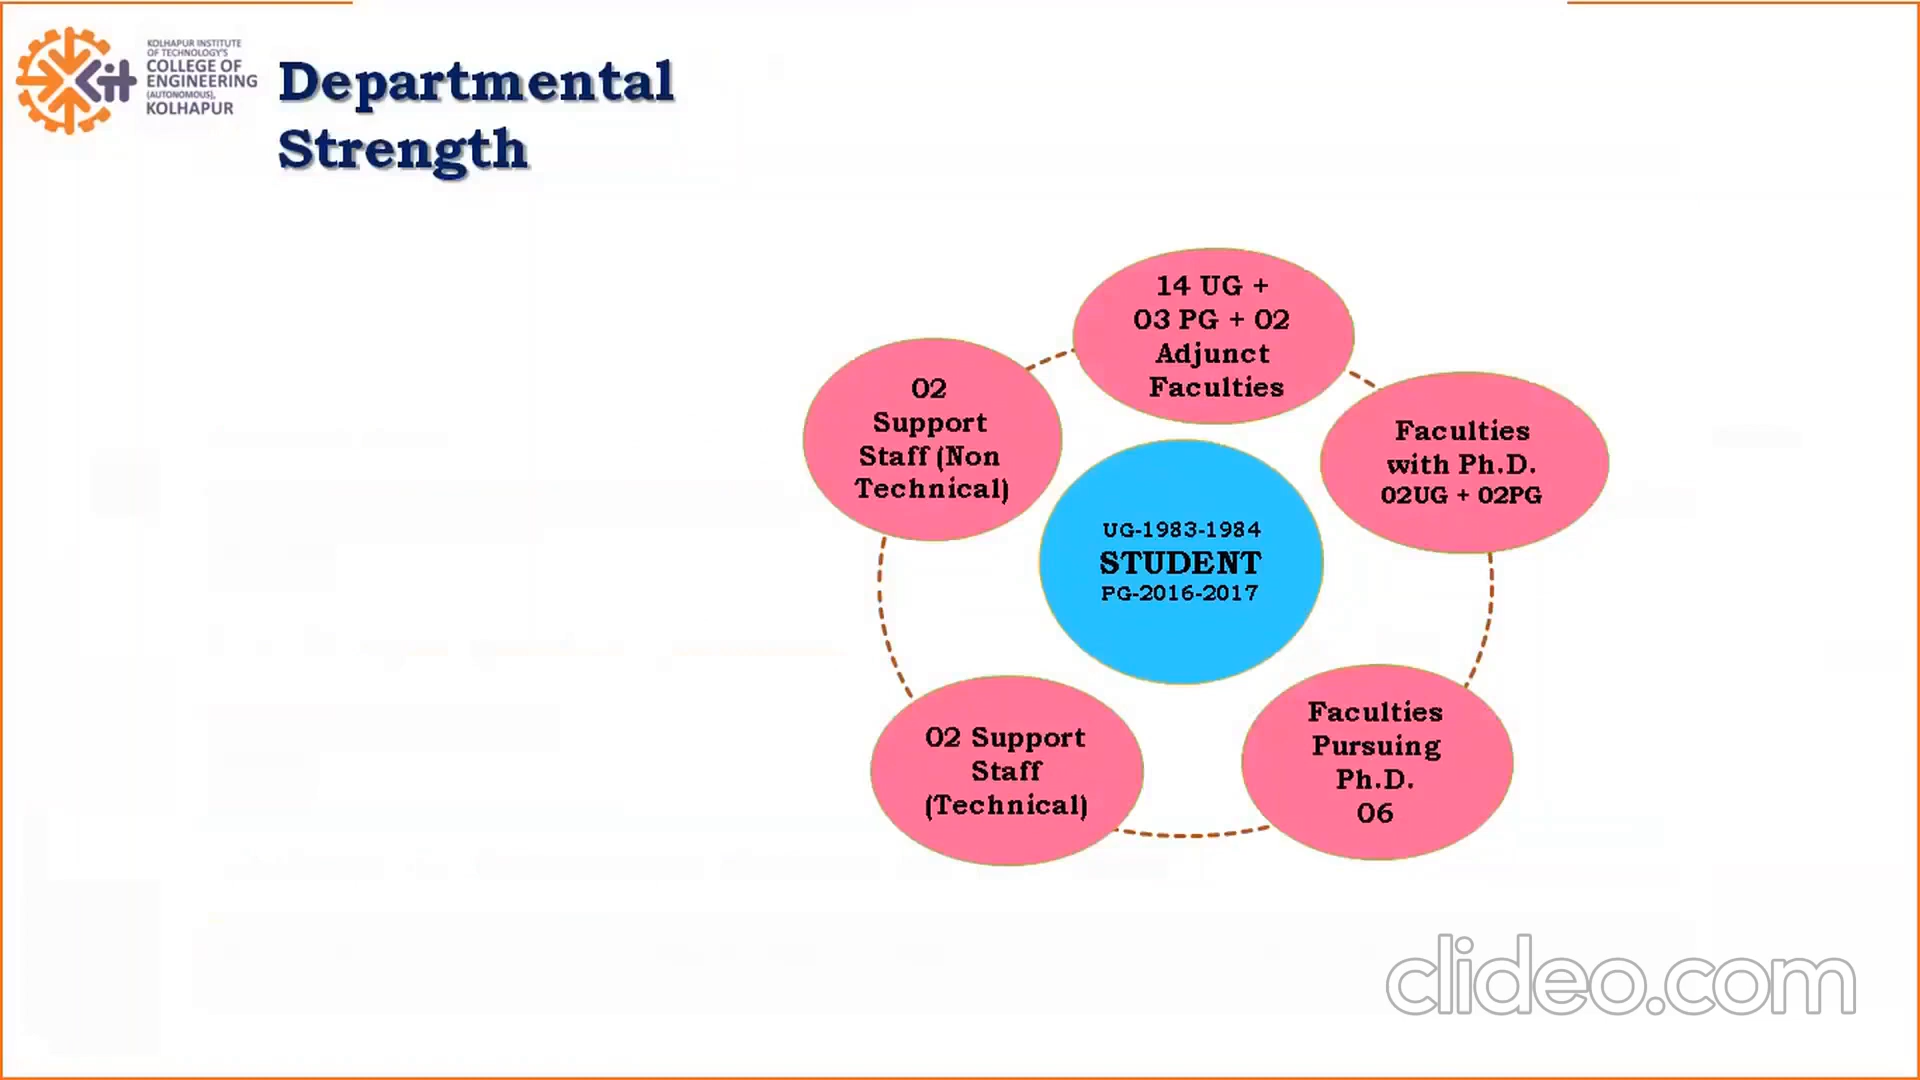 KOLHAPUR INSTITUTE
OF TECHNOLOGY'S
COLLEGE OF
ENGINEERING
(AUTONOMOUS),
KOLHAPUR
kit
Departmental
Strength
14 UG +
03 PG + 02
Adjunct
Faculties
02
Support
Staff (Non
Technical)
Faculties
with Ph.D.
02UG + 02PG
UG-1983-1984
STUDENT
PG-2016-2017
02 Support
Staff
(Technical)
Faculties
Pursuing
Ph.D.
06
clideo.com